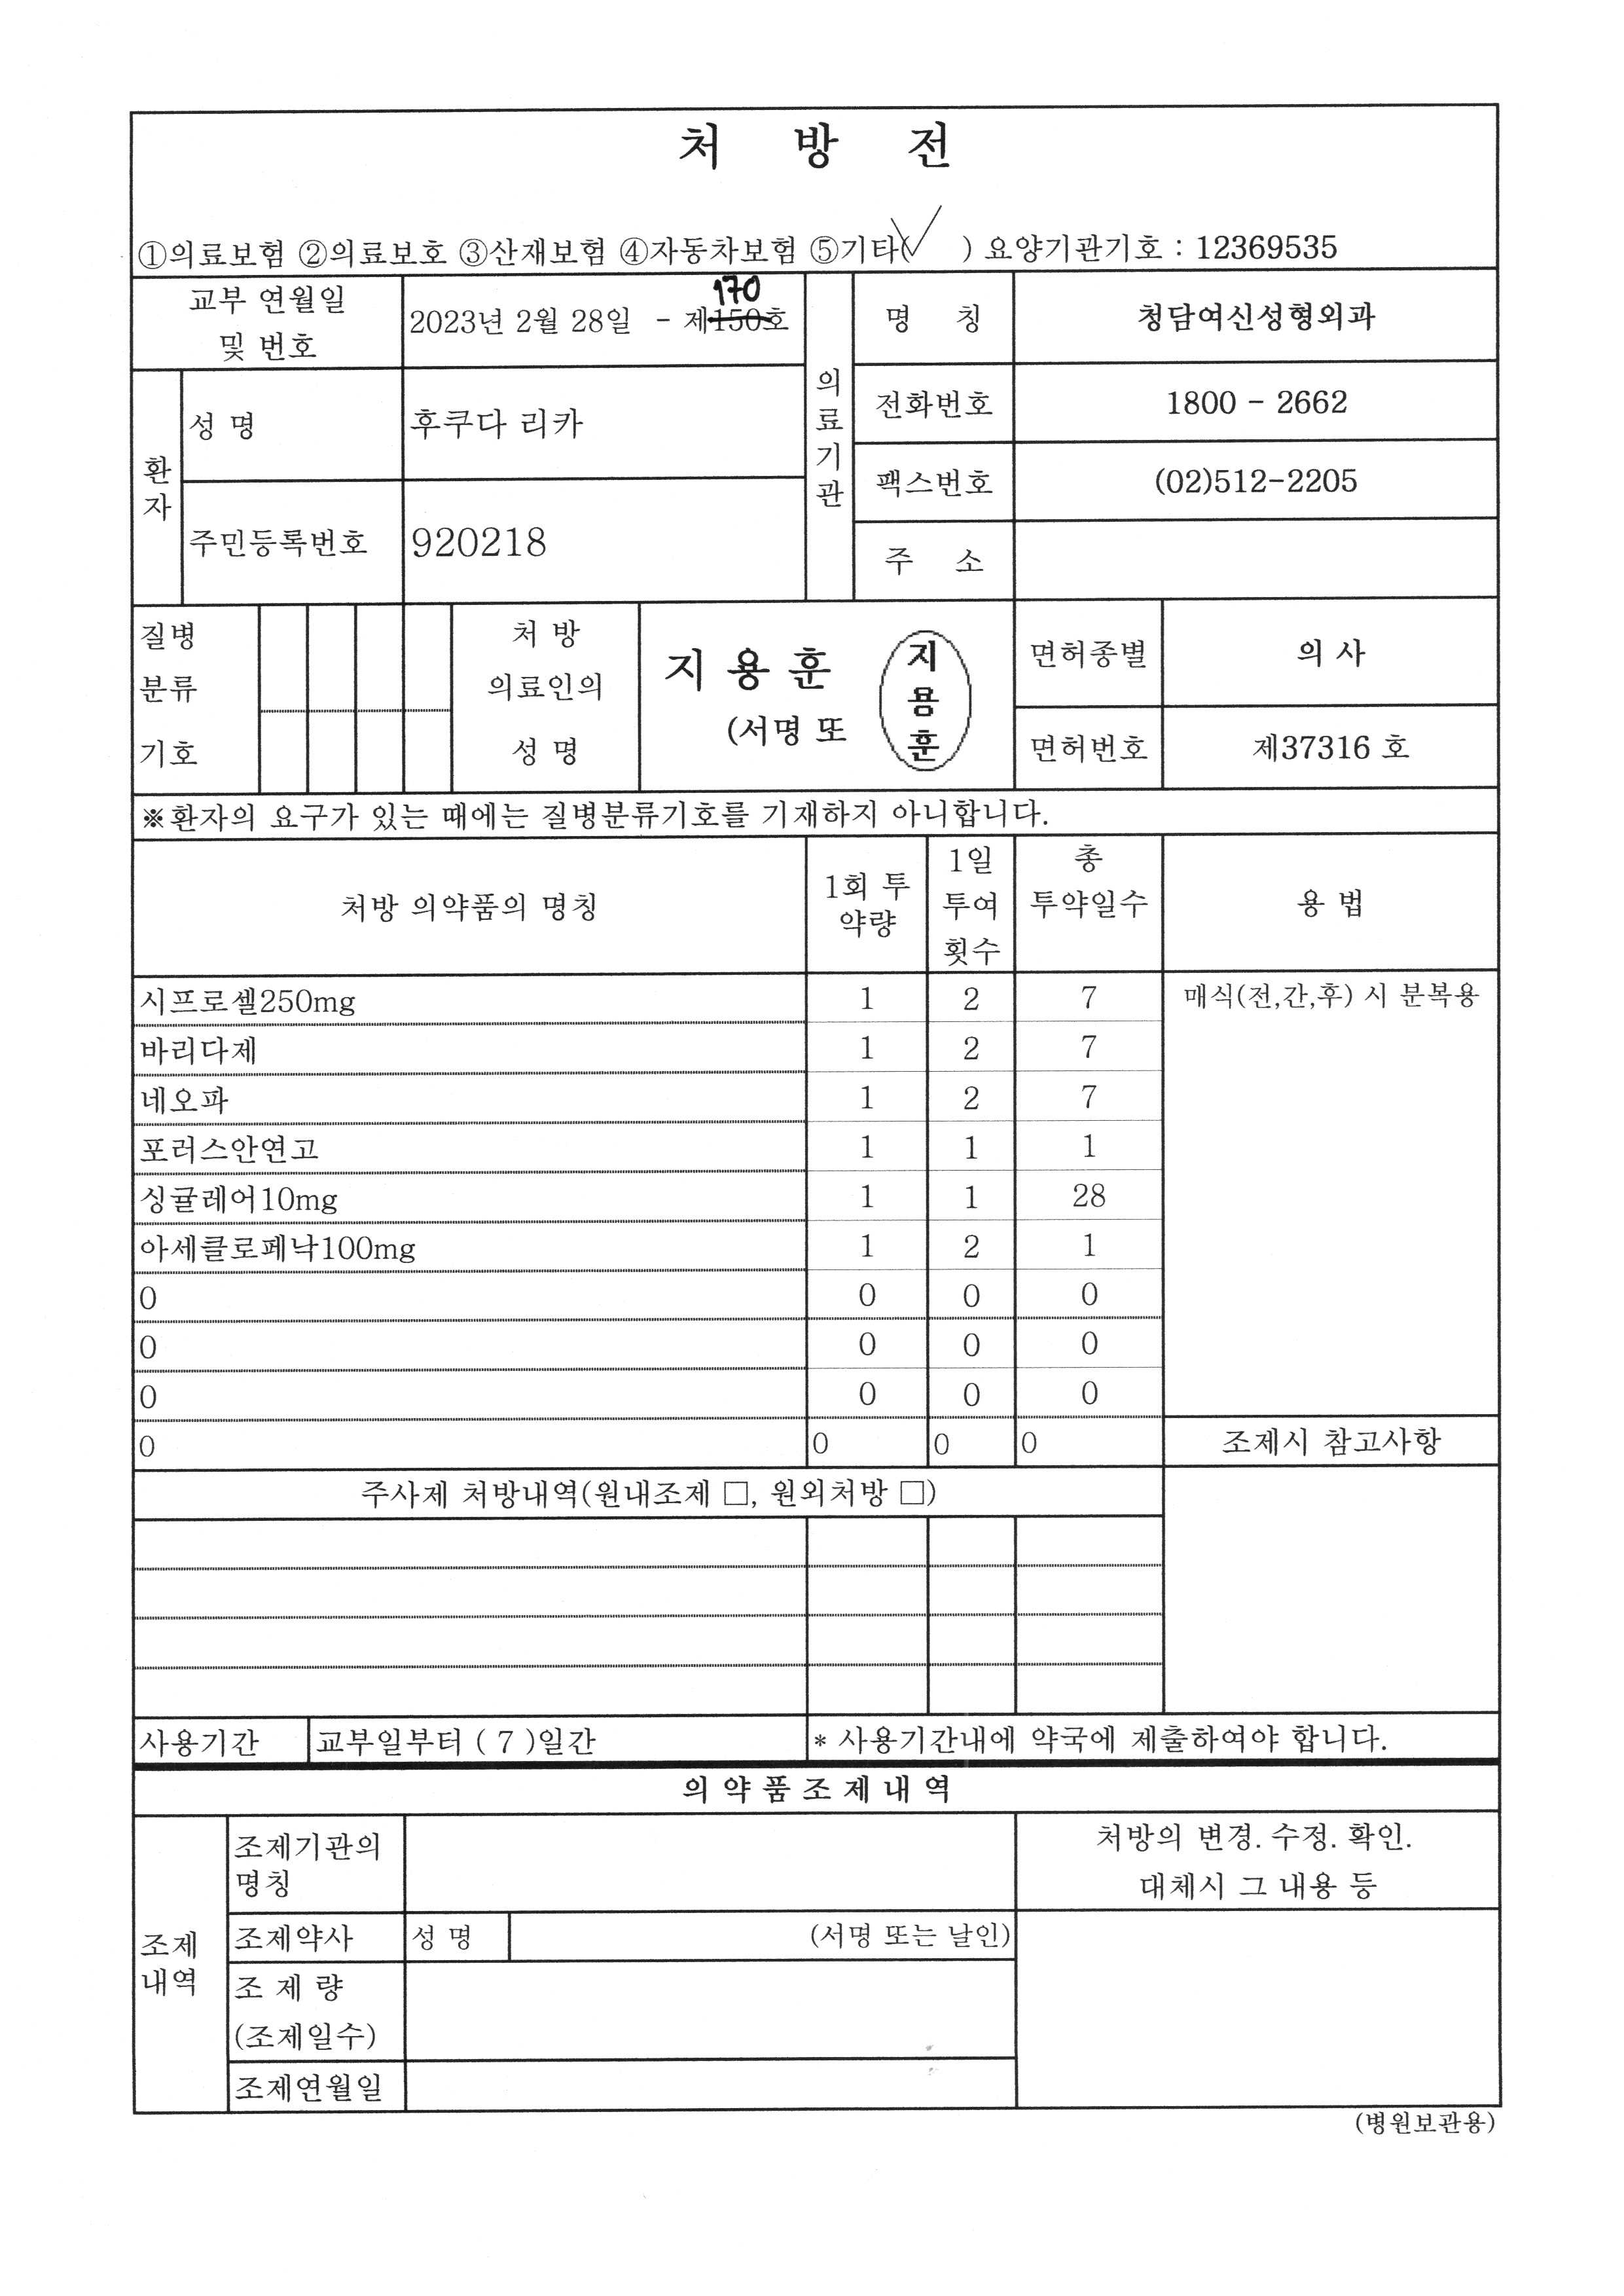 처 방 전
①의료보험 ②의료보호 ③산재보험 ④자동차보험 ⑤기타( ) 요양기관기호 : 12369535
교부 연월일
및 번호
2023년 2월 28일 - 제150호
170
의료기관
명 칭
청담여신성형외과
전화번호
1800 - 2662
팩스번호
(02)512-2205
주 소
환자
성 명
후쿠다 리카
주민등록번호
920218
질병
분류
기호
처 방
의료인의
성 명
지 용 훈
(서명 또
지용훈
면허종별
의 사
면허번호
제37316 호
※환자의 요구가 있는 때에는 질병분류기호를 기재하지 아니합니다.
처방 의약품의 명칭
1회 투
약량
1일
투여
횟수
총
투약일수
용 법
시프로셀250mg 1 2 7 매식(전,간,후) 시 분복용
바리다제 1 2 7
네오파 1 2 7
포러스안연고 1 1 1
싱귤레어10mg 1 1 28
아세클로페낙100mg 1 2 1
0 0 0 0
0 0 0 0
0 0 0 0
0 0 0 0 조제시 참고사항
주사제 처방내역(원내조제 □, 원외처방 □)
사용기간 교부일부터 ( 7 )일간 * 사용기간내에 약국에 제출하여야 합니다.
의 약 품 조 제 내 역
조제
내역
조제기관의
명칭
처방의 변경. 수정. 확인.
대체시 그 내용 등
조제약사 성 명 (서명 또는 날인)
조 제 량
(조제일수)
조제연월일
(병원보관용)